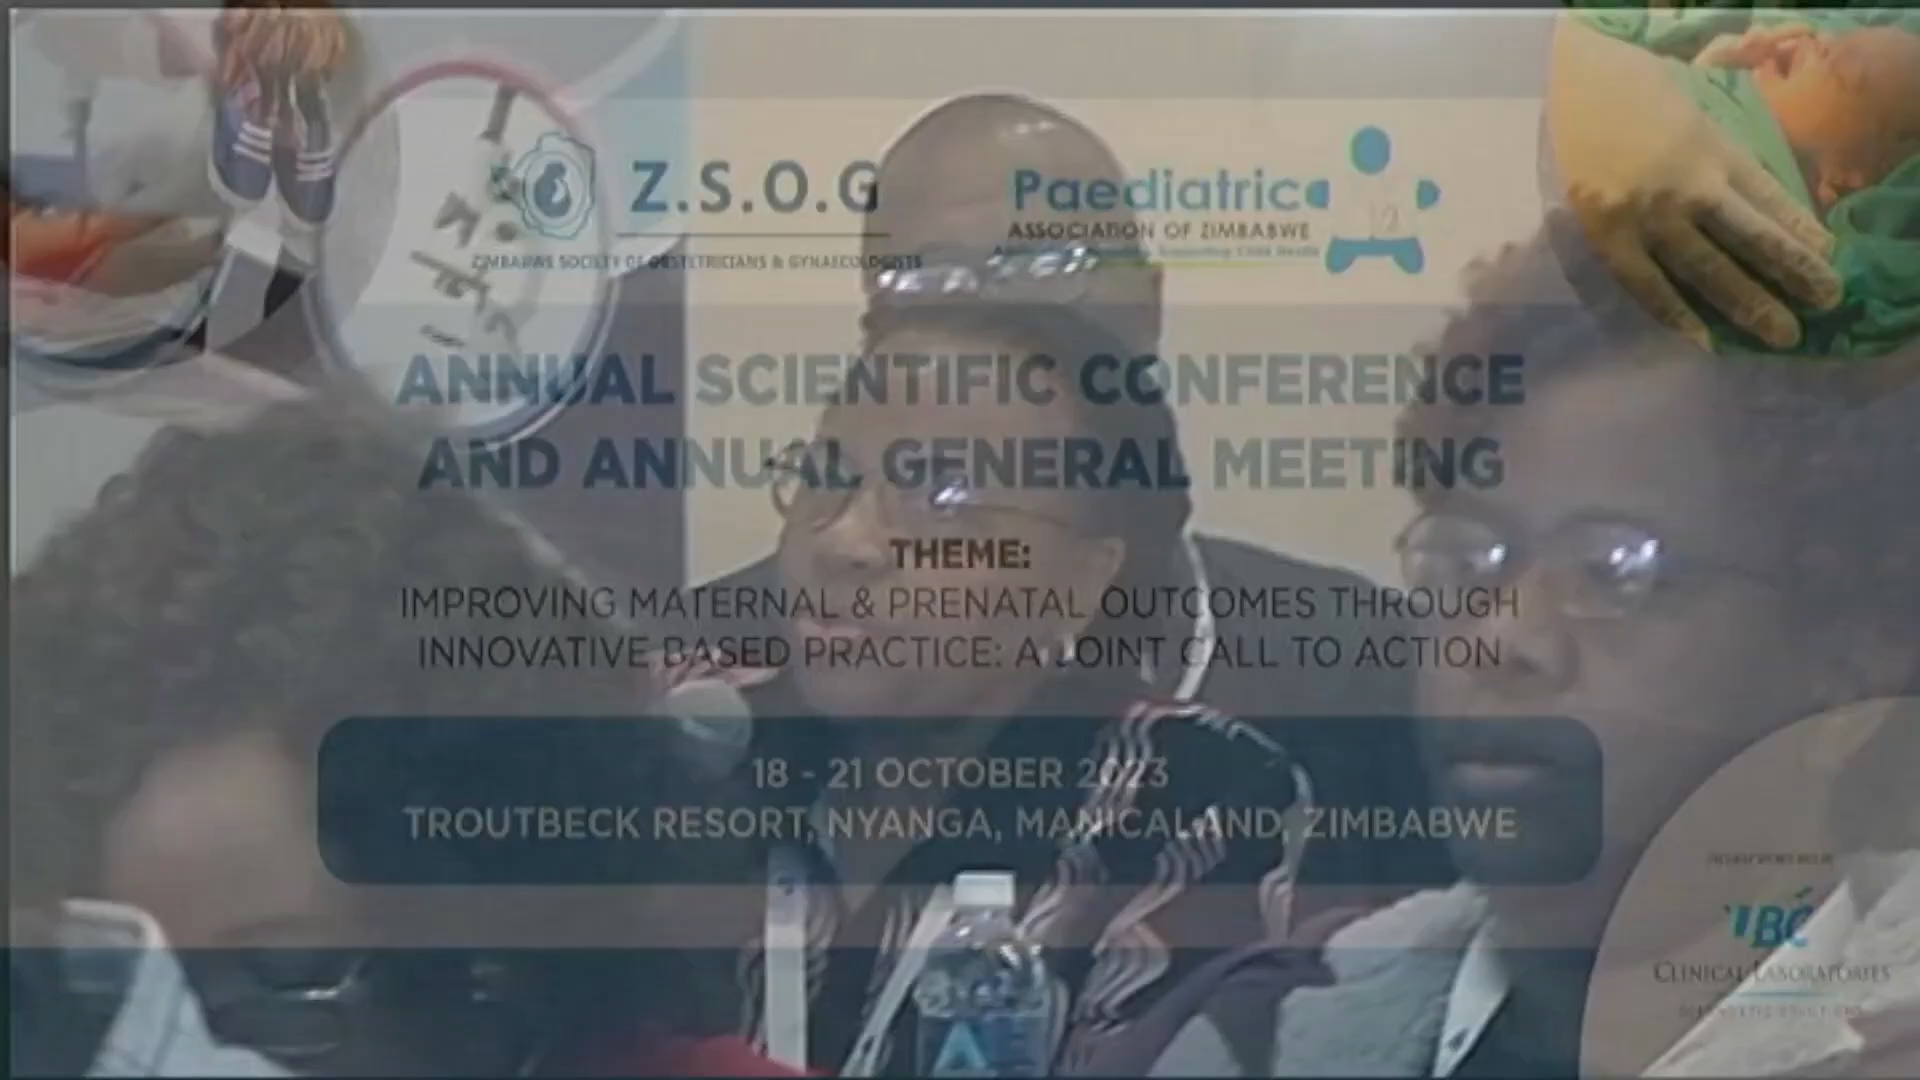 Z.S.O.G
ZIMBABWE SOCIETY OF OBSTETRICIANS & GYNAECOLOGISTS
Paediatric
ASSOCIATION OF ZIMBABWE
ANNUAL SCIENTIFIC CONFERENCE
AND ANNUAL GENERAL MEETING
THEME:
IMPROVING MATERNAL & PRENATAL OUTCOMES THROUGH
INNOVATIVE BASED PRACTICE: A JOINT CALL TO ACTION
18 - 21 OCTOBER 2023
TROUTBECK RESORT, NYANGA, MANICALAND, ZIMBABWE
CLINICAL LABORATORIES